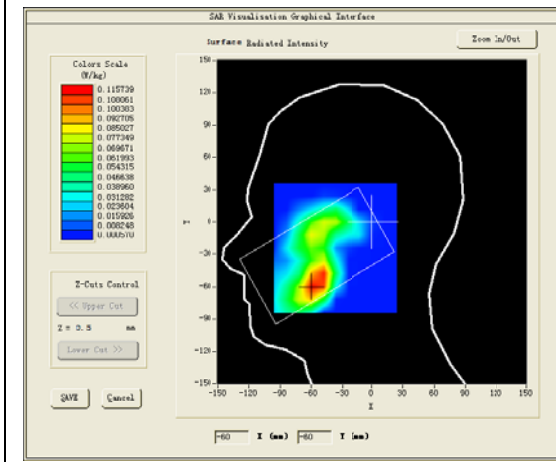 SAR Visualisation Graphical Interface
Surface Radiated Intensity
Zoom In/Out
Colors Scale
(W/kg)
0.115739
0.108061
0.100383
0.092705
0.085027
0.077349
0.069671
0.061993
0.054315
0.046638
0.038960
0.031282
0.023604
0.015926
0.008248
0.000570
150
120
90
60
30
0
-30
-60
-90
-120
-150
Y
-150 -120 -90 -60 -30 0 30 60 90 120 150
X
Z-Cuts Control
<< Upper Cut
Z = 0.5 mm
Lower Cut >>
SAVE
Cancel
-60 X (mm) -60 Y (mm)